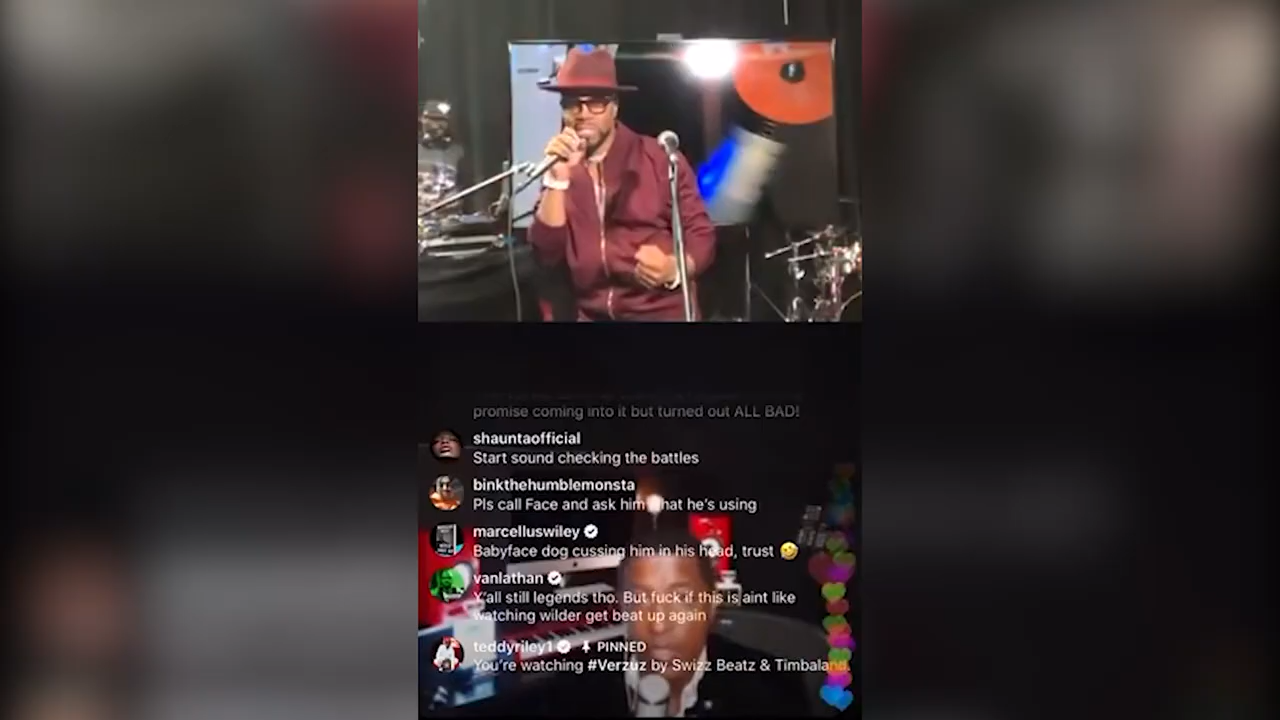 promise coming into it but turned out ALL BAD!
shauntaofficial
Start sound checking the battles
binkthehumblemonsta
Pls call Face and ask him what he's using
marcelluswiley
Babyface dog cussing him in his head, trust 🤣
vanlathan
Y'all still legends tho. But fuck if this is aint like
watching wilder get beat up again
teddyriley1 PINNED
You're watching #Verzuz by Swizz Beatz & Timbaland.